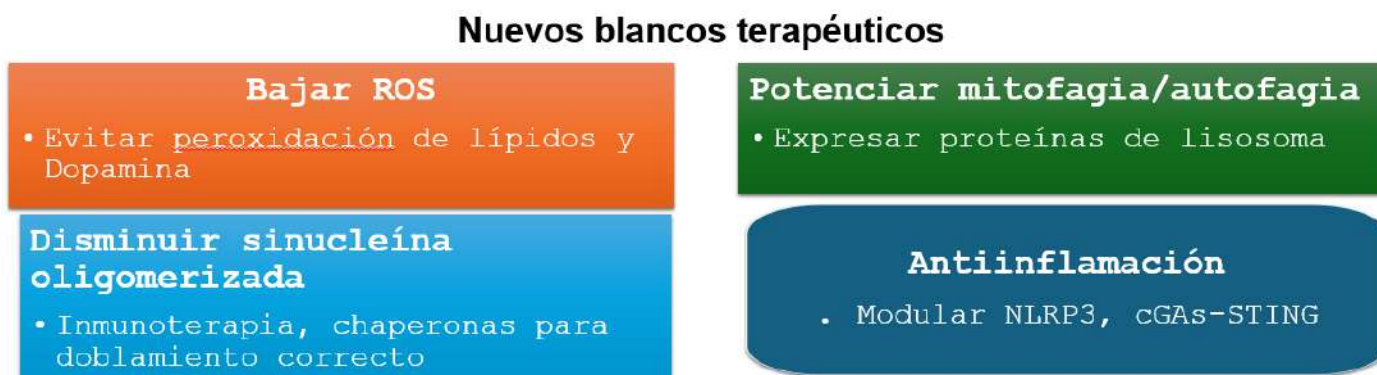 Nuevos blancos terapéuticos
Bajar ROS
• Evitar peroxidación de lípidos y
Dopamina
Potenciar mitofagia/autofagia
• Expresar proteínas de lisosoma
Disminuir sinucleína
oligomerizada
• Inmunoterapia, chaperonas para
doblamiento correcto
Antiinflamación
. Modular NLRP3, cGAs-STING